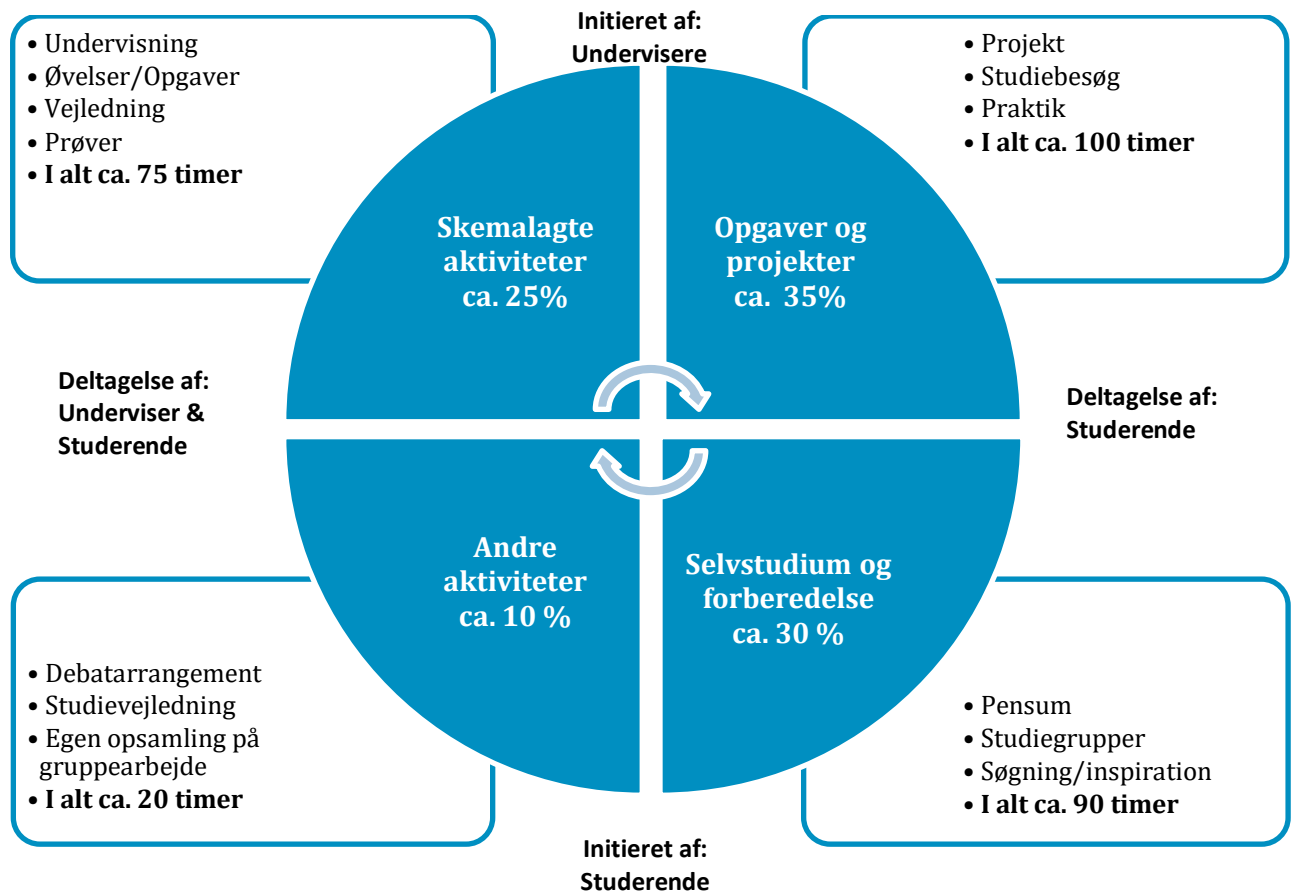 Initieret af:
Undervisere
• Undervisning
• Øvelser/Opgaver
• Vejledning
• Prøver
• I alt ca. 75 timer
• Projekt
• Studiebesøg
• Praktik
• I alt ca. 100 timer
Skemalagte
aktiviteter
ca. 25%
Opgaver og
projekter
ca. 35%
Deltagelse af:
Underviser &
Studerende
Deltagelse af:
Studerende
Andre
aktiviteter
ca. 10 %
Selvstudium og
forberedelse
ca. 30 %
• Debatarrangement
• Studievejledning
• Egen opsamling på
gruppearbejde
• I alt ca. 20 timer
• Pensum
• Studiegrupper
• Søgning/inspiration
• I alt ca. 90 timer
Initieret af:
Studerende